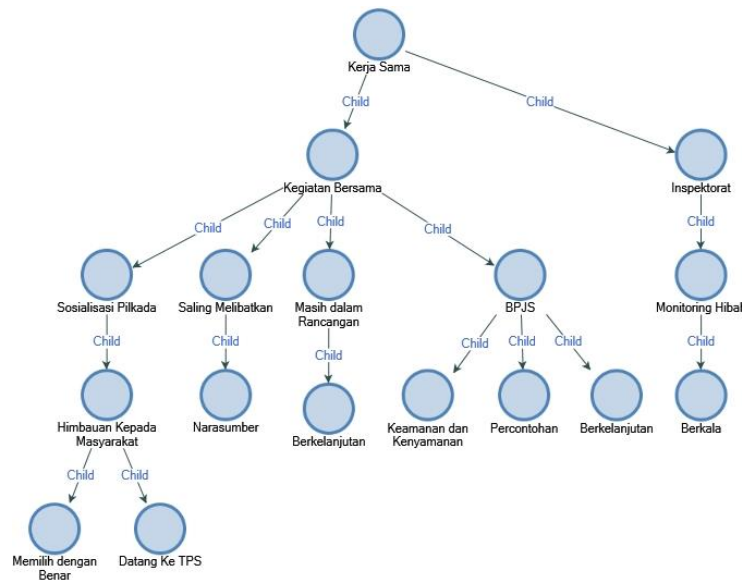 Kerja Sama
Child
Child
Kegiatan Bersama
Inspektorat
Child
Child
Child
Child
Child
Sosialisasi Pilkada
Saling Melibatkan
Masih dalam
Rancangan
BPJS
Monitoring Hibal
Child
Child
Child
Child
Child
Child
Child
Himbauan Kepada
Masyarakat
Narasumber
Berkelanjutan
Keamanan dan
Kenyamanan
Percontohan
Berkelanjutan
Berkala
Child
Child
Memilih dengan
Benar
Datang Ke TPS